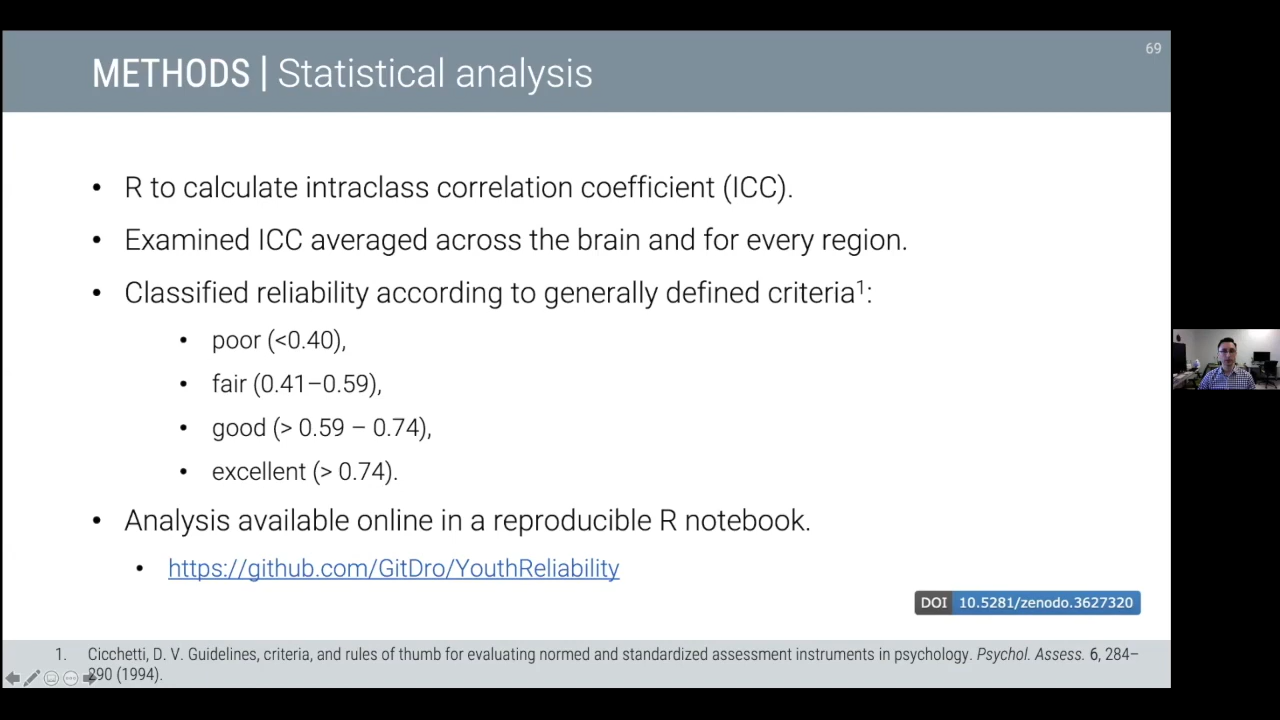 69
METHODS | Statistical analysis
• R to calculate intraclass correlation coefficient (ICC).
• Examined ICC averaged across the brain and for every region.
• Classified reliability according to generally defined criteria¹:
• poor (<0.40),
• fair (0.41–0.59),
• good (> 0.59 – 0.74),
• excellent (> 0.74).
• Analysis available online in a reproducible R notebook.
• https://github.com/GitDro/YouthReliability
DOI 10.5281/zenodo.3627320
1. Cicchetti, D. V. Guidelines, criteria, and rules of thumb for evaluating normed and standardized assessment instruments in psychology. Psychol. Assess. 6, 284–
290 (1994).